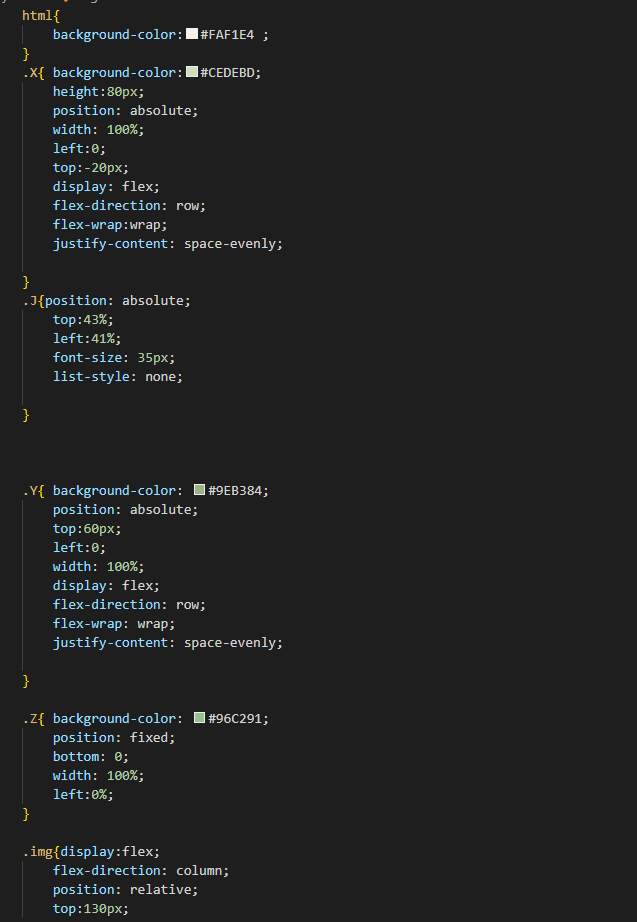 html{
background-color:#FAF1E4 ;
}
.X{ background-color:#CEDEBD;
height:80px;
position: absolute;
width: 100%;
left:0;
top:-20px;
display: flex;
flex-direction: row;
flex-wrap:wrap;
justify-content: space-evenly;
}
.J{position: absolute;
top:43%;
left:41%;
font-size: 35px;
list-style: none;
}
.Y{ background-color: #9EB384;
position: absolute;
top:60px;
left:0;
width: 100%;
display: flex;
flex-direction: row;
flex-wrap: wrap;
justify-content: space-evenly;
}
.Z{ background-color: #96C291;
position: fixed;
bottom: 0;
width: 100%;
left:0%;
}
.img{display:flex;
flex-direction: column;
position: relative;
top:130px;